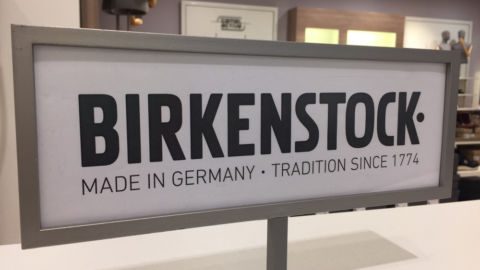 BIRKENSTOCK•
MADE IN GERMANY • TRADITION SINCE 1774